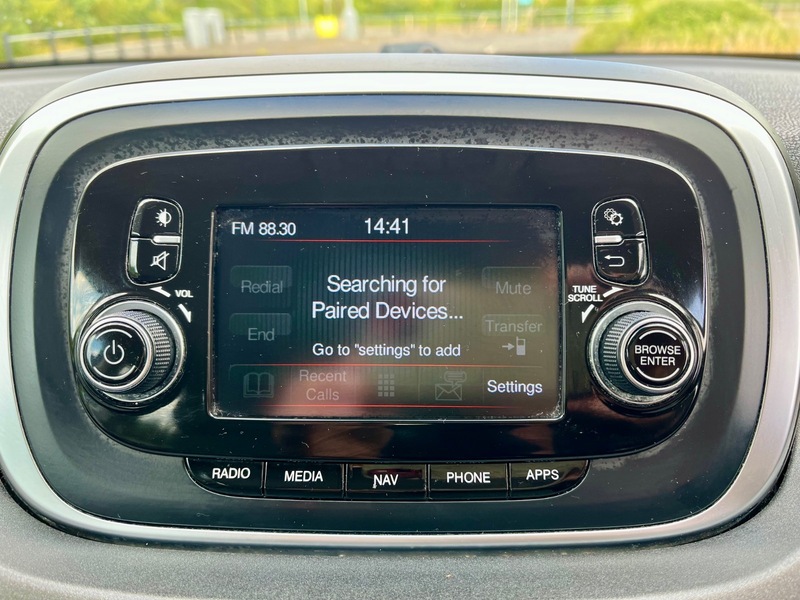 FM 88.30
14:41
VOL
TUNE
SCROLL
Redial
Searching for
Paired Devices...
Mute
End
Transfer
Go to "settings" to add
Recent
Calls
Settings
BROWSE
ENTER
RADIO
MEDIA
NAV
PHONE
APPS